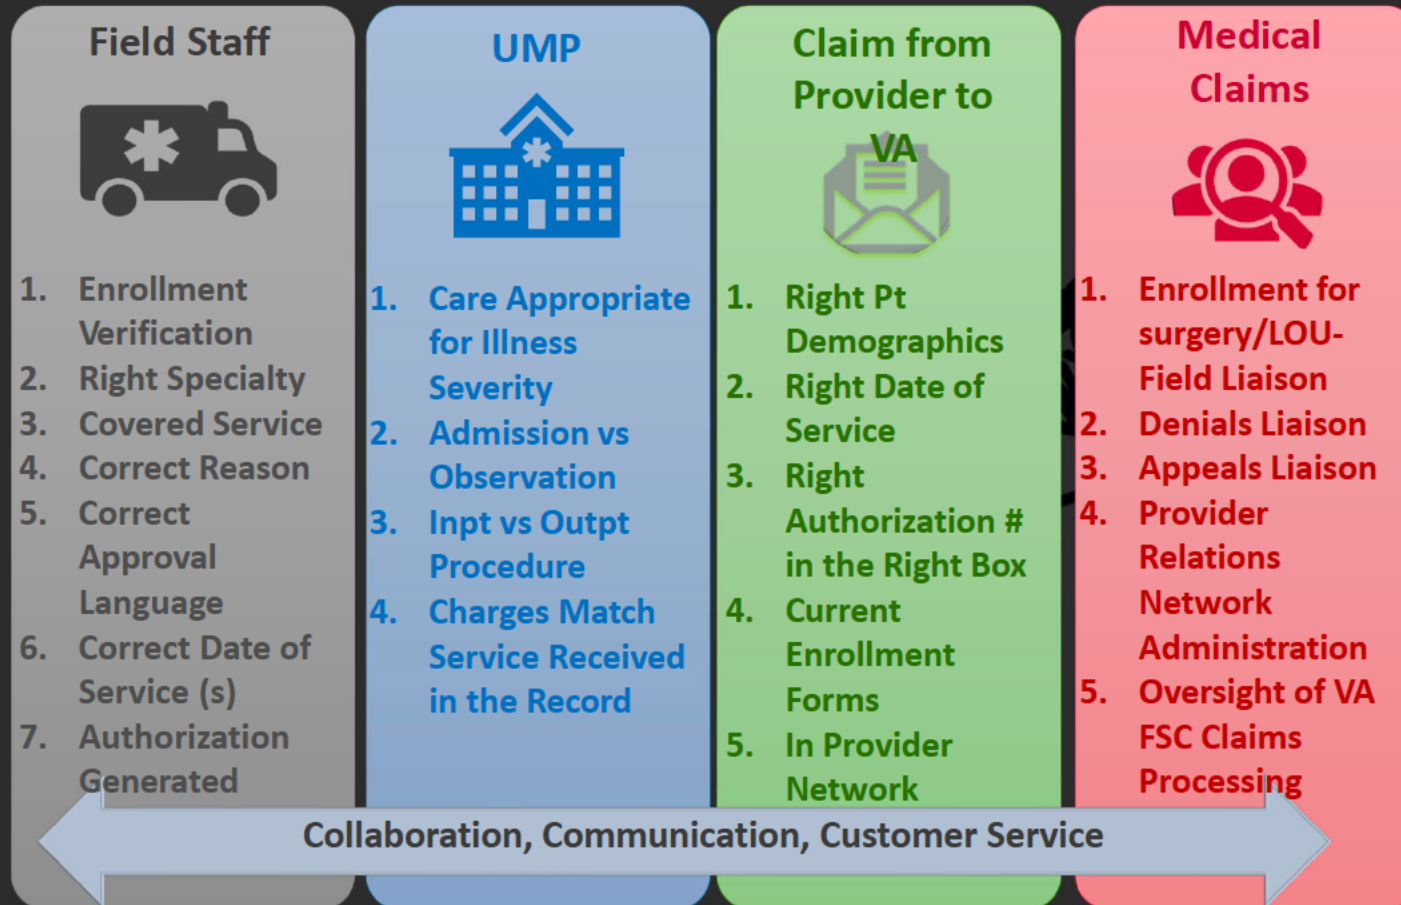 Field Staff
1. Enrollment
Verification
2. Right Specialty
3. Covered Service
4. Correct Reason
5. Correct
Approval
Language
6. Correct Date of
Service (s)
7. Authorization
Generated
UMP
1. Care Appropriate
for Illness
Severity
2. Admission vs
Observation
3. Inpt vs Outpt
Procedure
4. Charges Match
Service Received
in the Record
Claim from
Provider to
VA
1. Right Pt
Demographics
2. Right Date of
Service
3. Right
Authorization #
in the Right Box
4. Current
Enrollment
Forms
5. In Provider
Network
Medical
Claims
1. Enrollment for
surgery/LOU-
Field Liaison
2. Denials Liaison
3. Appeals Liaison
4. Provider
Relations
Network
Administration
5. Oversight of VA
FSC Claims
Processing
Collaboration, Communication, Customer Service